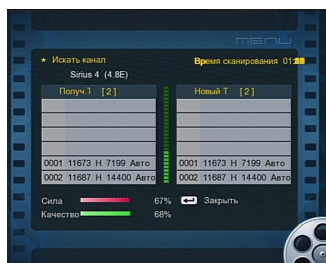 menu
★ Искать канал
Время сканирования 01:
Sirius 4 (4.8E)
Получ.Т [2]
Новый Т [2]
0001 11673 H 7199 Авто
0002 11687 H 14400 Авто
0001 11673 H 7199 Авто
0002 11687 H 14400 Авто
Сила 67%
Закрыть
Качество 68%